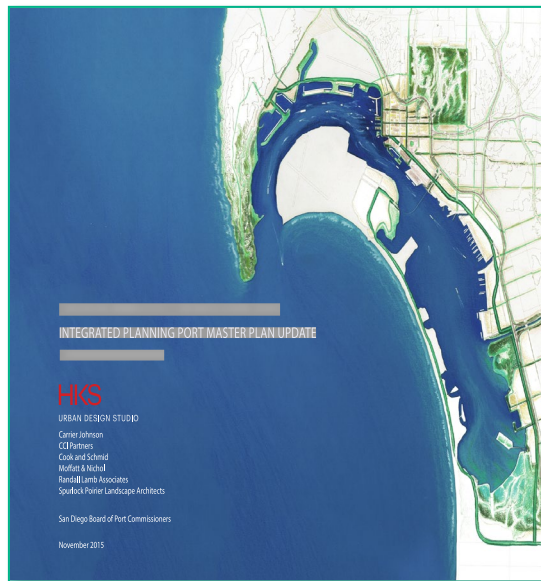 INTEGRATED PLANNING PORT MASTER PLAN UPDATE
HKS
URBAN DESIGN STUDIO
Carrier Johnson
CCI Partners
Cook and Schmid
Moffatt & Nichol
Randall Lamb Associates
Spurlock Poirier Landscape Architects
San Diego Board of Port Commissioners
November 2015